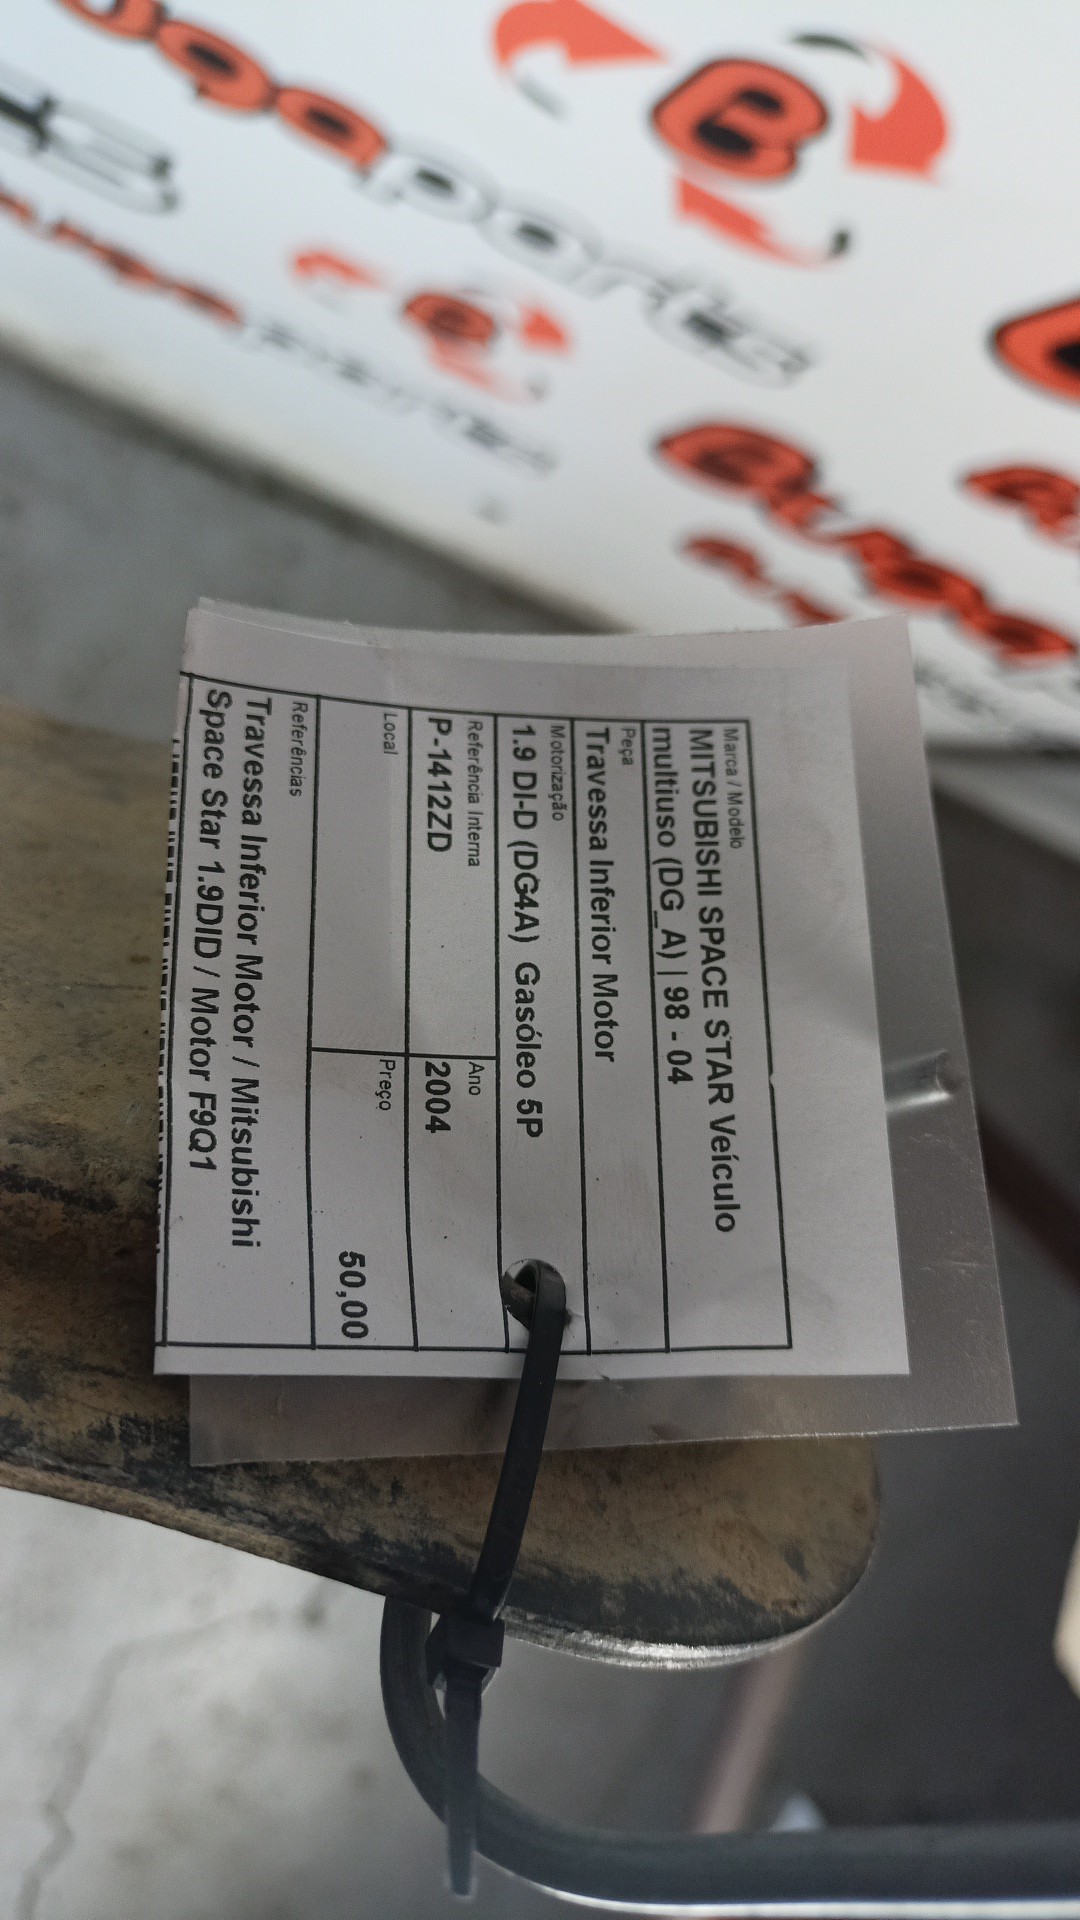 Marca / Modelo
MITSUBISHI SPACE STAR Veículo
multiuso (DG_A) | 98 - 04
Peça
Travessa Inferior Motor
Motorização
1.9 DI-D (DG4A) Gasóleo 5P
Referência Interna
P-1412ZD
Ano
2004
Local
Preço
50,00
Referências
Travessa Inferior Motor / Mitsubishi
Space Star 1.9DID / Motor F9Q1